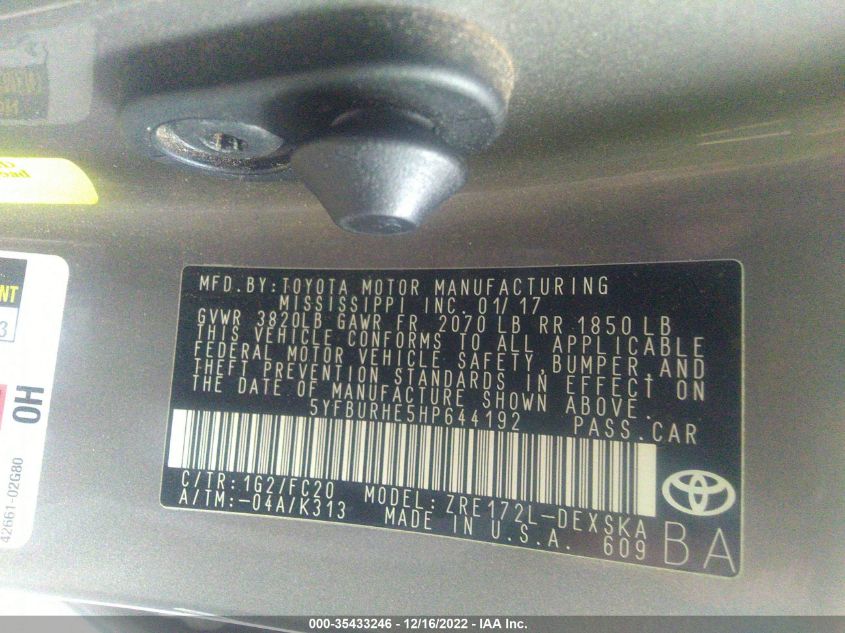 MFD.BY:TOYOTA MOTOR MANUFACTURING
MISSISSIPPI INC. 01/17
GVWR 3820LB GAWR FR 2070 LB RR 1850 LB
THIS VEHICLE CONFORMS TO ALL APPLICABLE
FEDERAL MOTOR VEHICLE SAFETY,BUMPER,AND
THEFT PREVENTION STANDARDS IN EFFECT ON
THE DATE OF MANUFACTURE SHOWN ABOVE.
5YFBURHE5HP644192 PASS.CAR
C/TR: 1G2/FC20 MODEL: ZRE172L-DEXSKA
A/TM:-04A/K313 MADE IN U.S.A. 609
BA
OH
42661-02G80
000-35433246 - 12/16/2022 - IAA Inc.